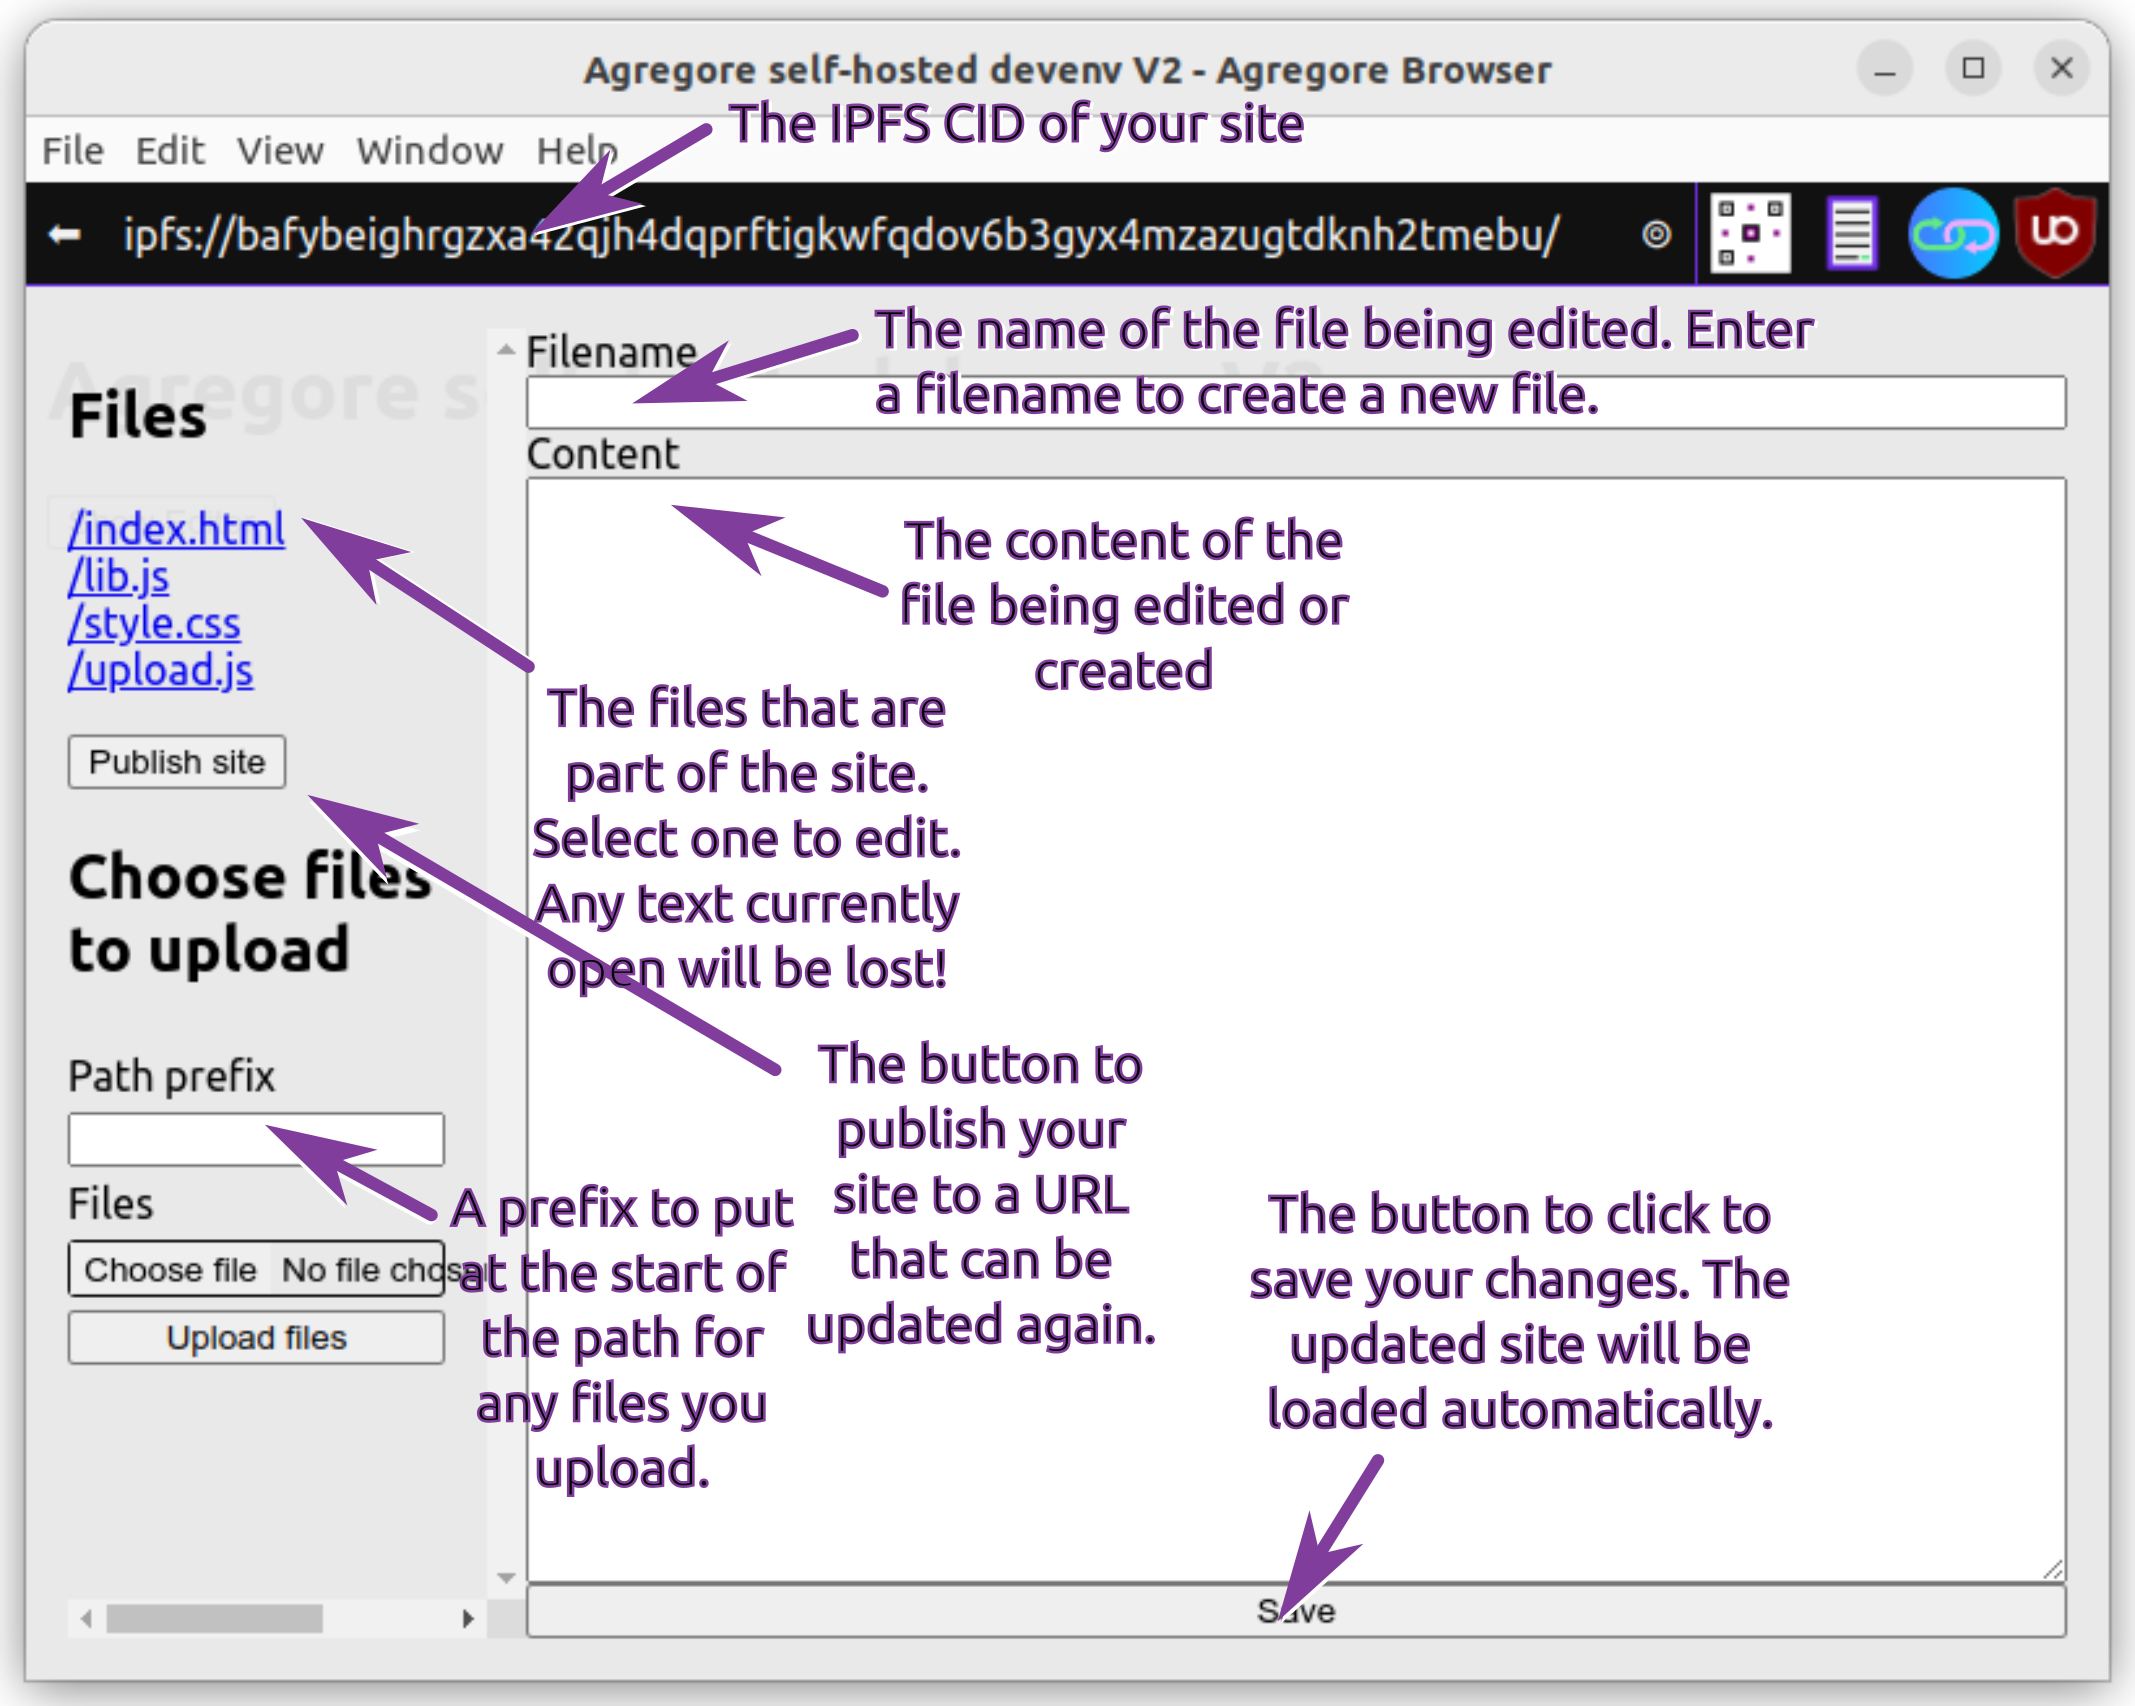 Agregore self-hosted devenv V2 - Agregore Browser
The IPFS CID of your site
File Edit View Window Help
ipfs://bafybeighrgzxa42qjh4dqprftigkwfqdov6b3gyx4mzazugtdknh2tmebu/
Filename
The name of the file being edited. Enter
a filename to create a new file.
Files
Content
/index.html
/lib.js
/style.css
/upload.js
The content of the
file being edited or
created
The files that are
part of the site.
Select one to edit.
Any text currently
open will be lost!
Publish site
Choose files
to upload
The button to
publish your
site to a URL
that can be
updated again.
Path prefix
A prefix to put
at the start of
the path for
any files you
upload.
Files
Choose file No file chosen
Upload files
The button to click to
save your changes. The
updated site will be
loaded automatically.
Save